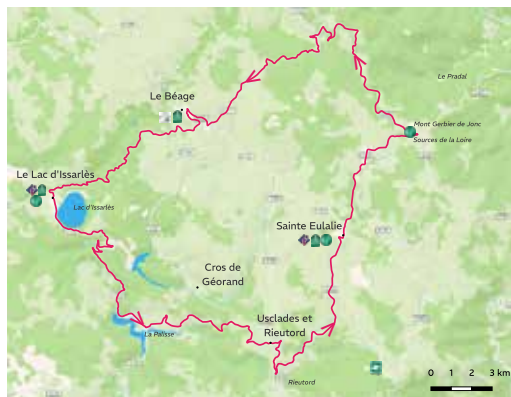 Le Pradal
Le Béage
Mont Gerbier de Jonc
Sources de la Loire
Le Lac d'Issarlès
Lac d'Issarlès
Sainte Eulalie
Cros de
Géorand
Usclades et
Rieutord
La Palisse
Rieutord
0 1 2 3 km